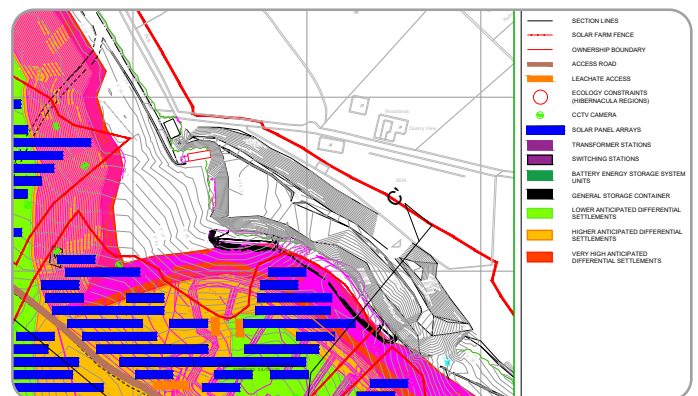 SECTION LINES
SOLAR FARM FENCE
OWNERSHIP BOUNDARY
ACCESS ROAD
LEACHATE ACCESS
ECOLOGY CONSTRAINTS
(HIBERNACULA REGIONS)
CCTV CAMERA
SOLAR PANEL ARRAYS
TRANSFORMER STATIONS
SWITCHING STATIONS
BATTERY ENERGY STORAGE SYSTEM
UNITS
GENERAL STORAGE CONTAINER
LOWER ANTICIPATED DIFFERENTIAL
SETTLEMENTS
HIGHER ANTICIPATED DIFFERENTIAL
SETTLEMENTS
VERY HIGH ANTICIPATED
DIFFERENTIAL SETTLEMENTS
Woodlands
Quarry View
C'